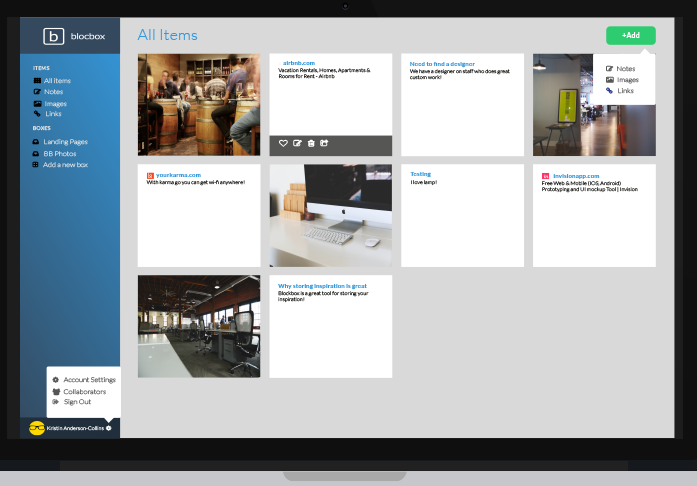 b blocbox
All Items
+Add
ITEMS
All Items
Notes
Images
Links
BOXES
Landing Pages
BB Photos
Add a new box
airbnb.com
Vacation Rentals, Homes, Apartments &
Rooms for Rent - Airbnb
Need to find a designer
We have a designer on staff who does great
custom work!
Notes
Images
Links
yourkarma.com
With karma go you can get wi-fi anywhere!
Testing
I love lamp!
in invisionapp.com
Free Web & Mobile (iOS, Android)
Prototyping and UI mockup Tool | Invision
Why storing inspiration is great
Blockbox is a great tool for storing your
inspiration!
Account Settings
Collaborators
Sign Out
Kristin Anderson-Collins